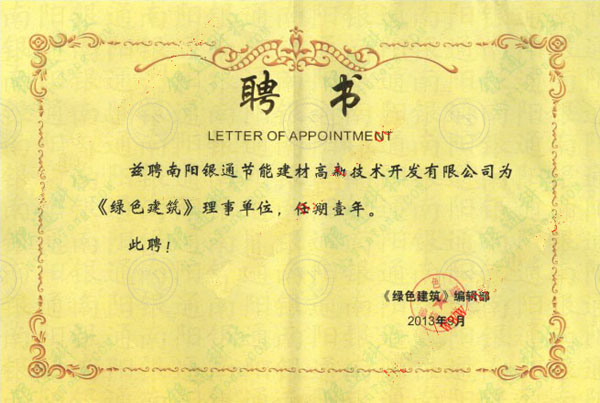 聘 书
LETTER OF APPOINTMENT
兹聘南阳银通节能建材高新技术开发有限公司为
《绿色建筑》理事单位，任期壹年。
此聘！
《绿色建筑》编辑部
2013年9月